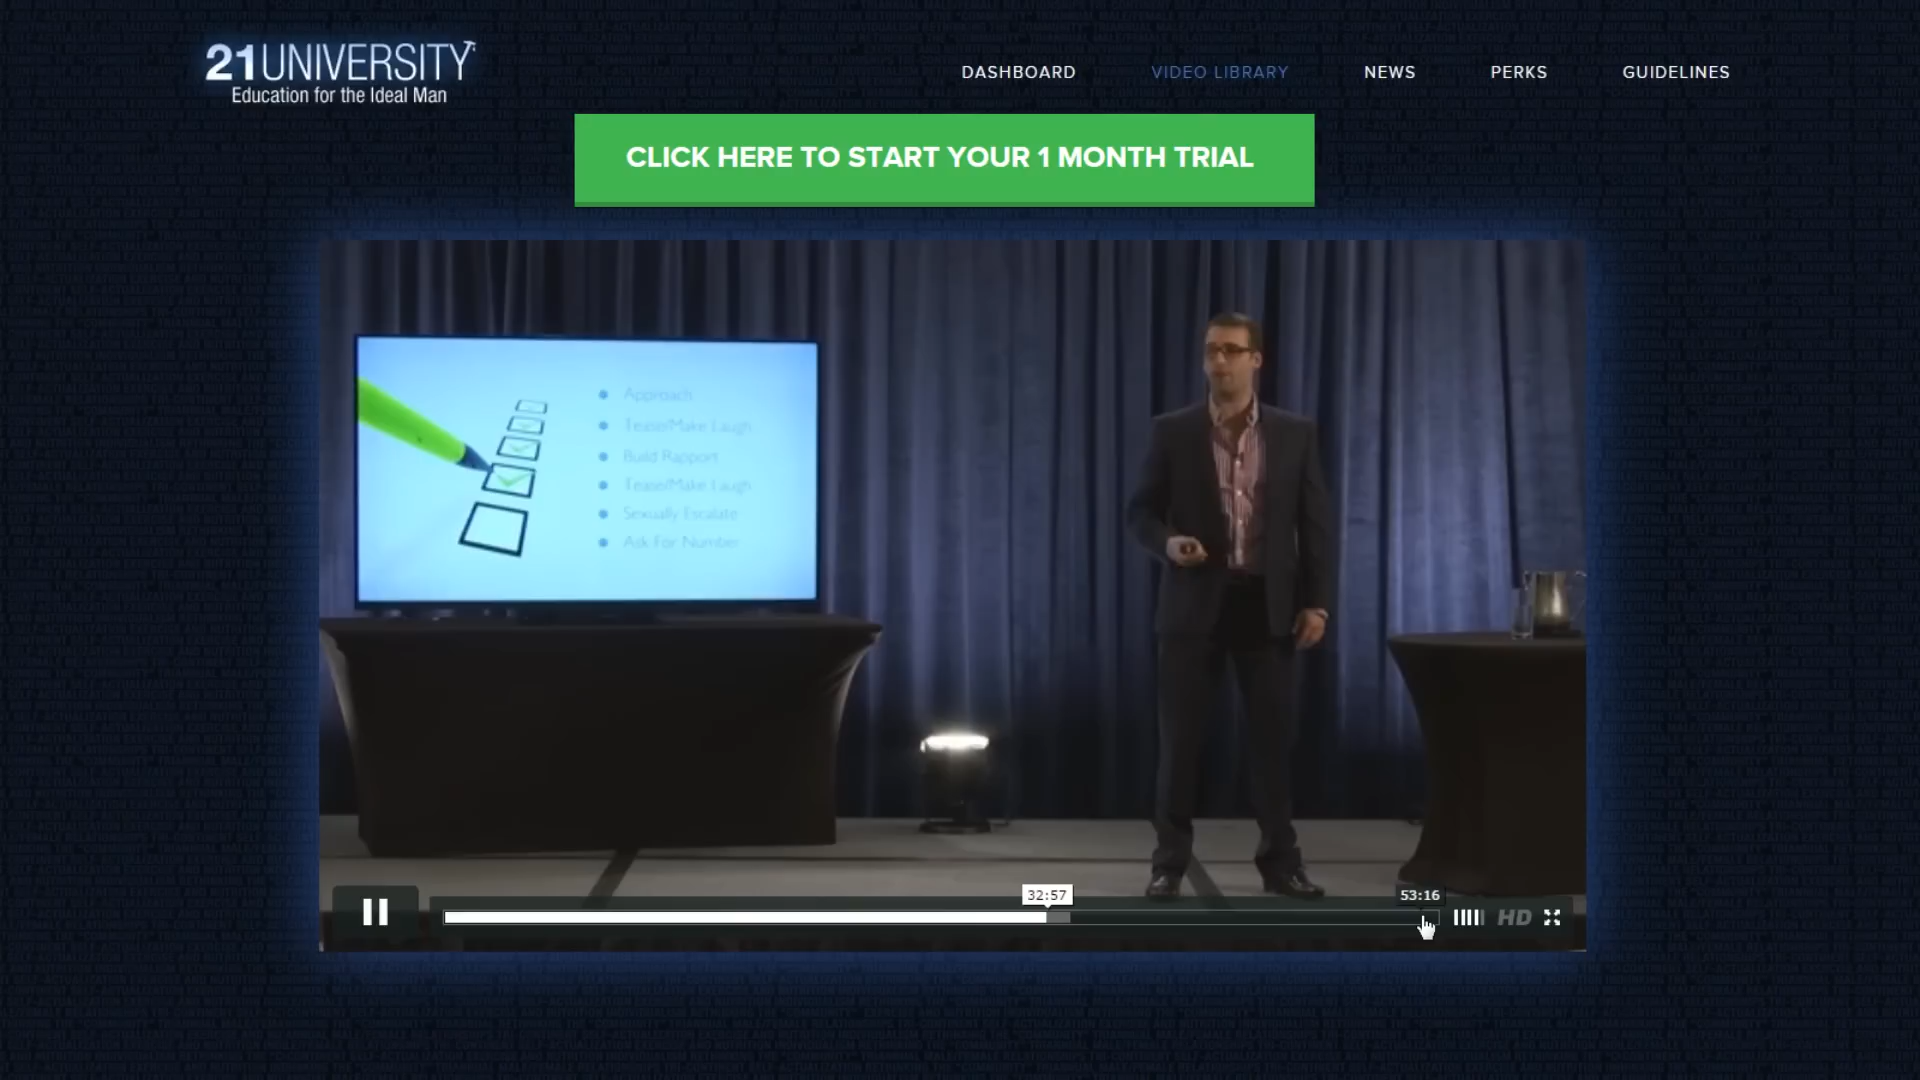 21UNIVERSITY
Education for the Ideal Man
DASHBOARD
VIDEO LIBRARY
NEWS
PERKS
GUIDELINES
CLICK HERE TO START YOUR 1 MONTH TRIAL
Approach
Tease/Make Laugh
Build Rapport
Tease/Make Laugh
Sexually Escalate
Ask For Number
32:57
53:16
HD